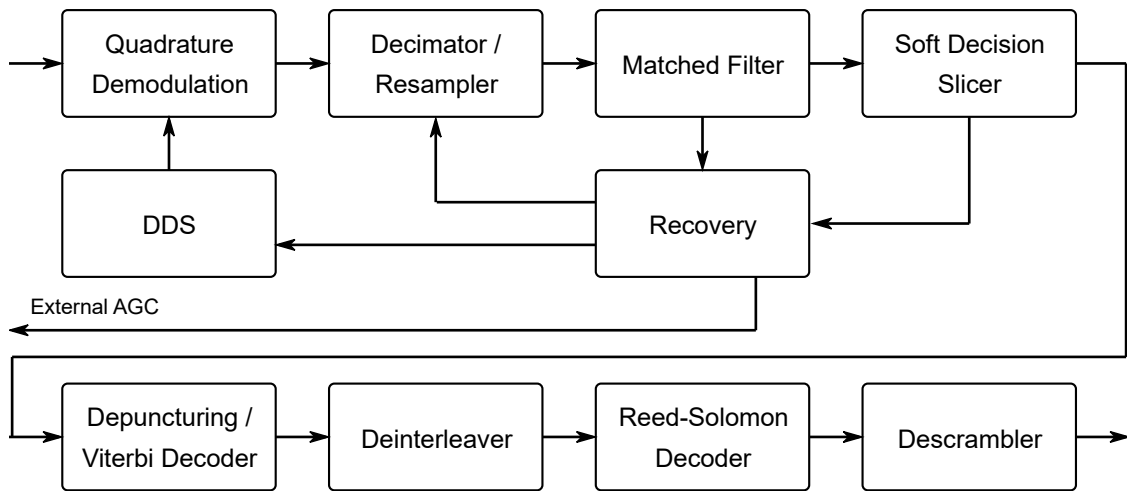 Quadrature
Demodulation
Decimator /
Resampler
Matched Filter
Soft Decision
Slicer
DDS
Recovery
External AGC
Depuncturing /
Viterbi Decoder
Deinterleaver
Reed-Solomon
Decoder
Descrambler